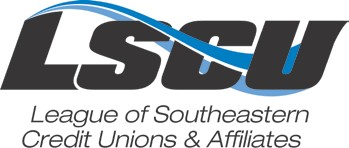 LSCU
League of Southeastern
Credit Unions & Affiliates